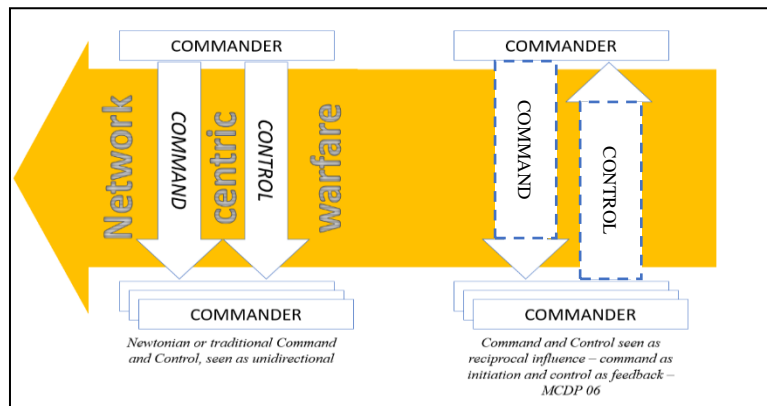 COMMANDER
COMMANDER
Network
COMMAND
centric
CONTROL
warfare
COMMAND
CONTROL
COMMANDER
COMMANDER
Newtonian or traditional Command
and Control, seen as unidirectional
Command and Control seen as
reciprocal influence – command as
initiation and control as feedback –
MCDP 06